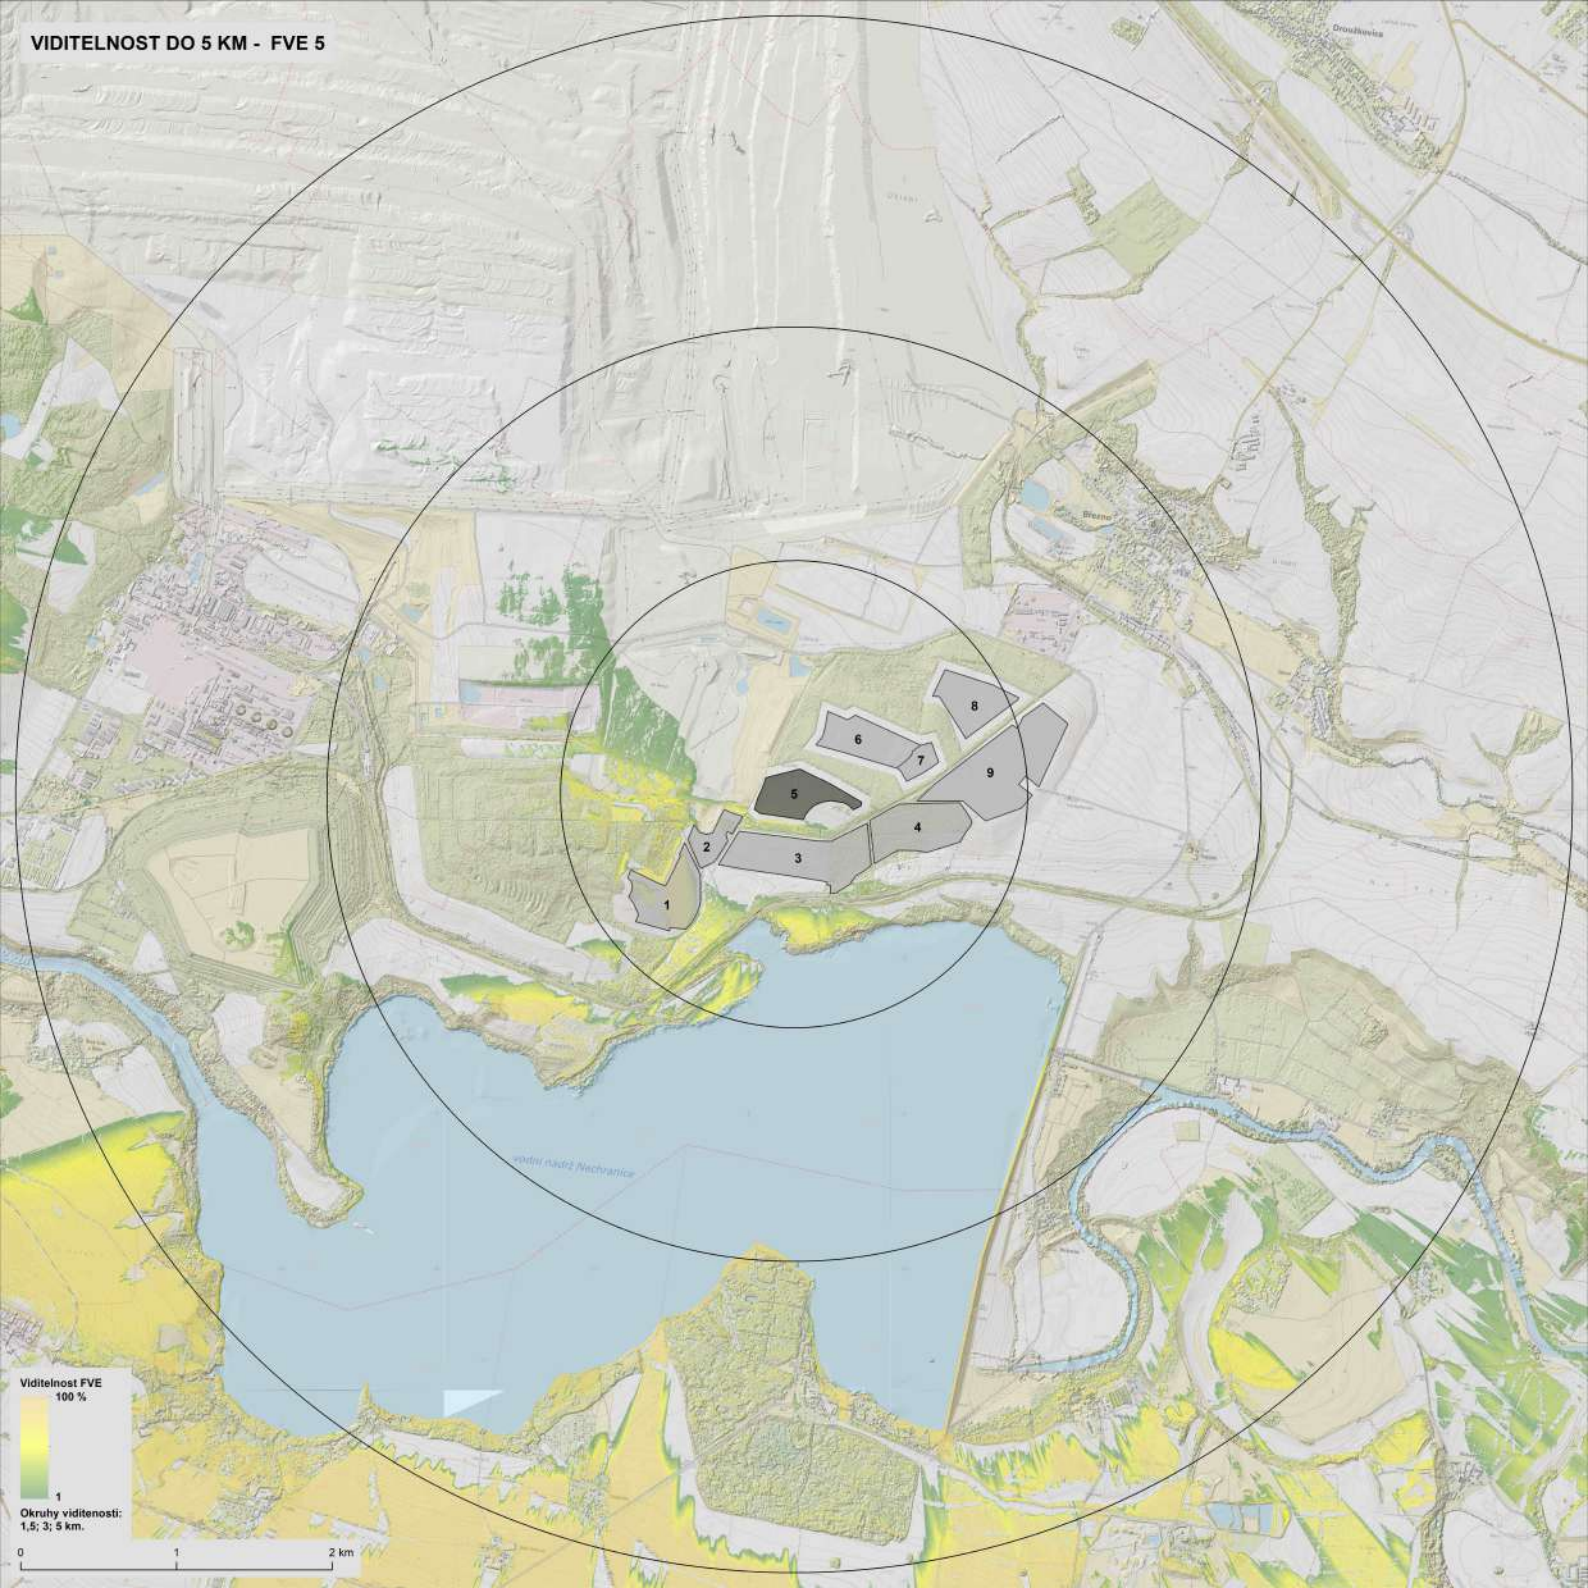 VIDITELNOST DO 5 KM - FVE 5
Droužkovice
Březno
8
6
7
9
5
4
2
3
1
vodní nádrž Nechranice
Viditelnost FVE
100 %
1
Okruhy viditenosti:
1,5; 3; 5 km.
0 1 2 km